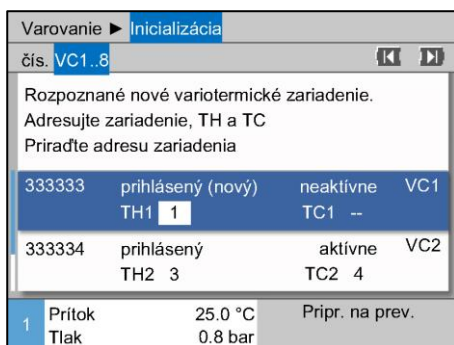 Varovanie ► Inicializácia
čís. VC1..8
Rozpoznané nové variotermické zariadenie.
Adresujte zariadenie, TH a TC
Priraďte adresu zariadenia
333333 prihlásený (nový) neaktívne VC1
TH1 1 TC1 --
333334 prihlásený aktívne VC2
TH2 3 TC2 4
1 Prítok 25.0 °C Pripr. na prev.
Tlak 0.8 bar